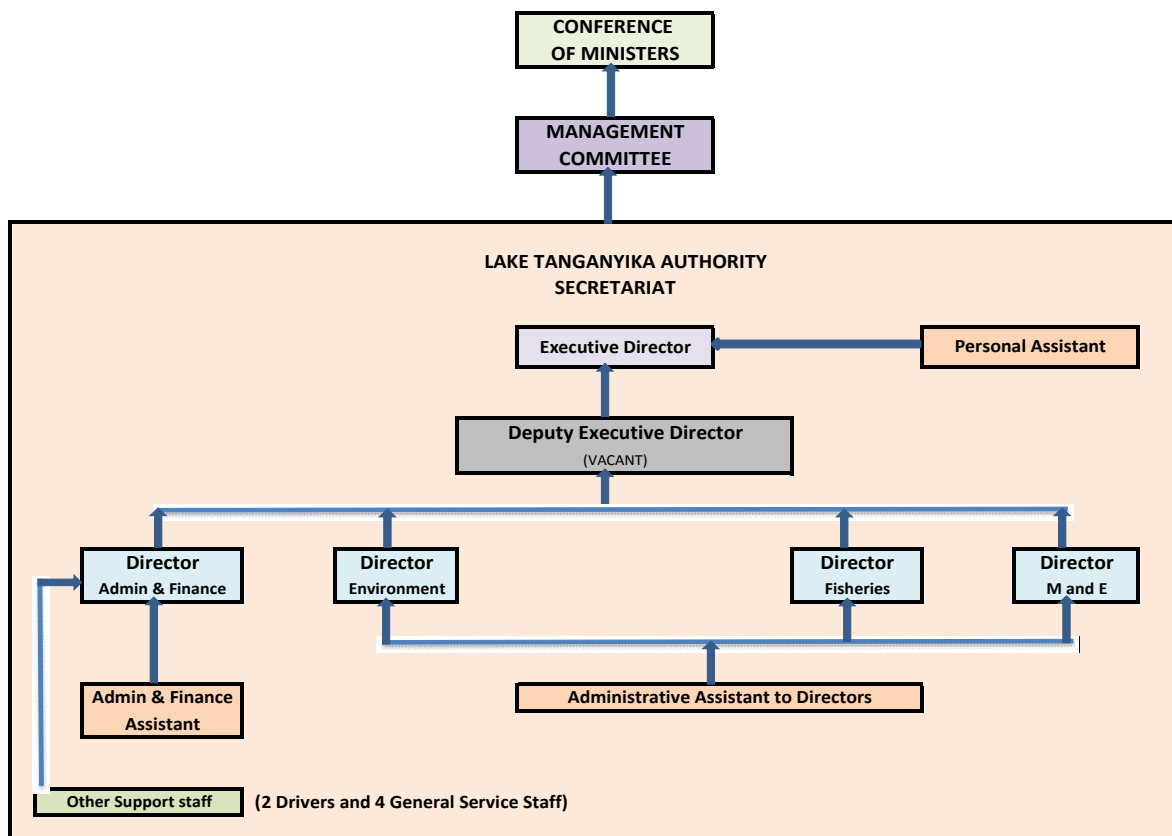 CONFERENCE
OF MINISTERS
MANAGEMENT
COMMITTEE
LAKE TANGANYIKA AUTHORITY
SECRETARIAT
Executive Director
Personal Assistant
Deputy Executive Director
(VACANT)
Director
Admin & Finance
Director
Environment
Director
Fisheries
Director
M and E
Admin & Finance
Assistant
Administrative Assistant to Directors
Other Support staff
(2 Drivers and 4 General Service Staff)